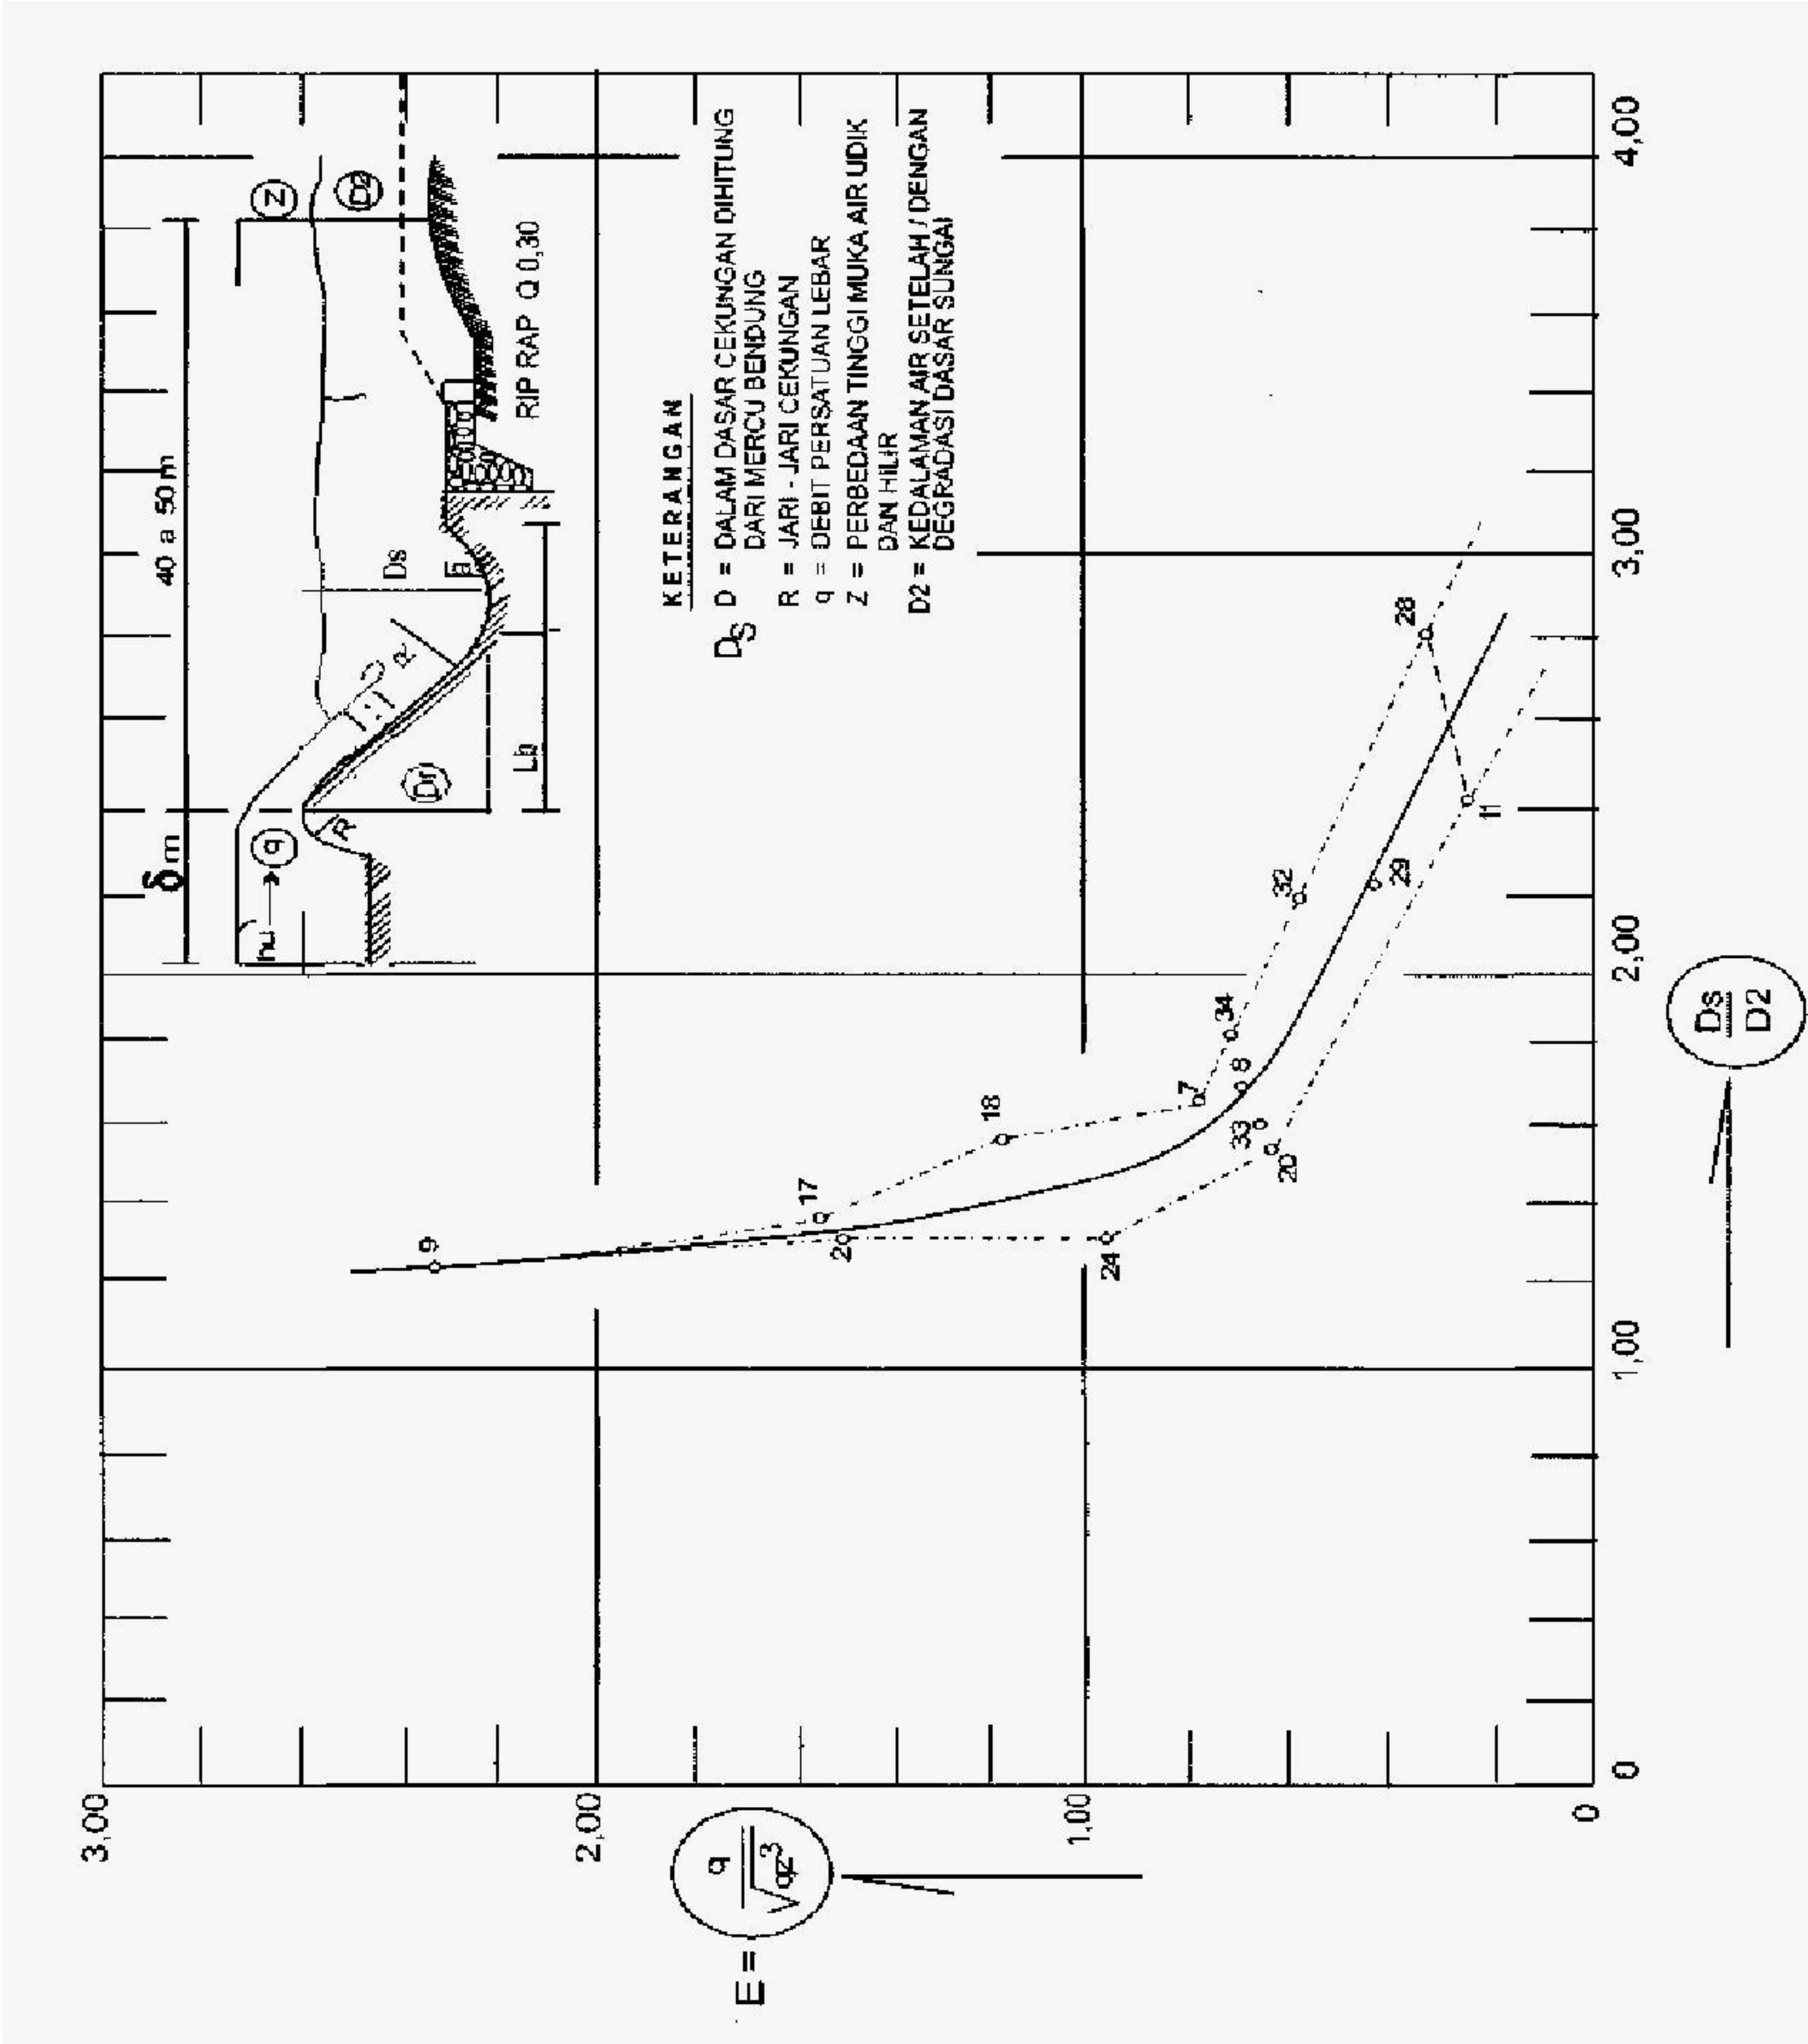 40 a 50 m
δ m
Z
D2
hu
q
R
1:1
R
Ds
a
Dr
Lb
RIP RAP Q 0,30
KETERANGAN
DS D = DALAM DASAR CEKUNGAN DIHITUNG
DARI MERCU BENDUNG
R = JARI - JARI CEKUNGAN
q = DEBIT PERSATUAN LEBAR
Z = PERBEDAAN TINGGI MUKA AIR UDIK
DAN HILIR
D2 = KEDALAMAN AIR SETELAH / DENGAN
DEGRADASI DASAR SUNGAI
3,00
2,00
1,00
0
E = q
√gz³
9
17
20
18
24
7
8
34
33
20
32
29
28
11
0
1,00
2,00
3,00
4,00
Ds
D2